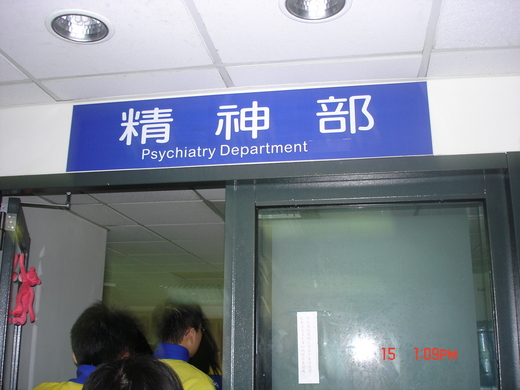 精神部
Psychiatry Department
15 1:09PM